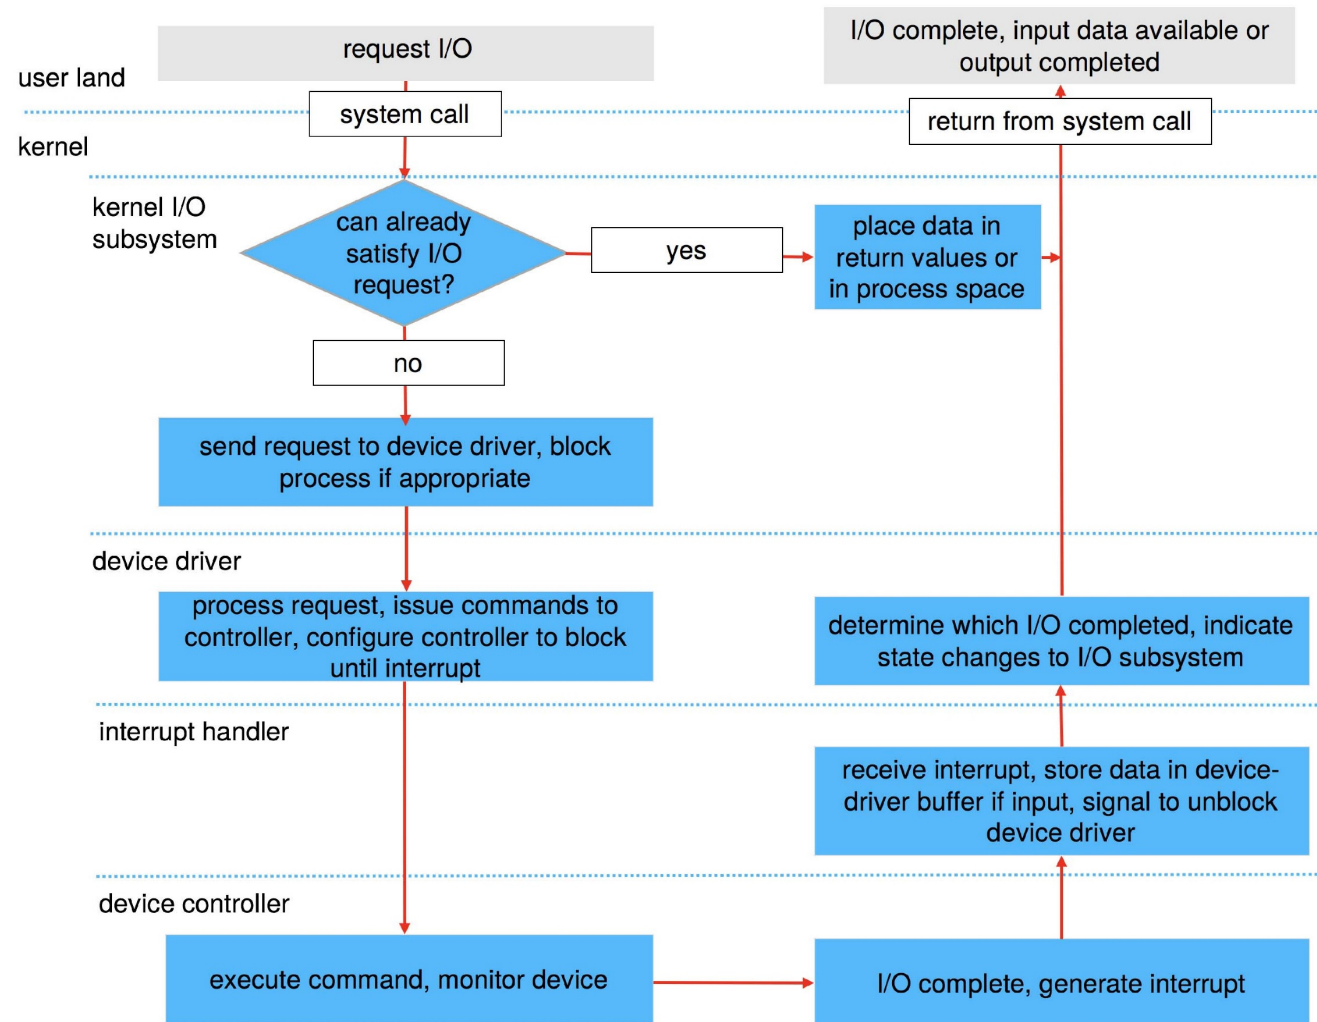 request I/O
I/O complete, input data available or
output completed
user land
system call
return from system call
kernel
kernel I/O
subsystem
can already
satisfy I/O
request?
yes
place data in
return values or
in process space
no
send request to device driver, block
process if appropriate
device driver
process request, issue commands to
controller, configure controller to block
until interrupt
determine which I/O completed, indicate
state changes to I/O subsystem
interrupt handler
receive interrupt, store data in device-
driver buffer if input, signal to unblock
device driver
device controller
execute command, monitor device
I/O complete, generate interrupt